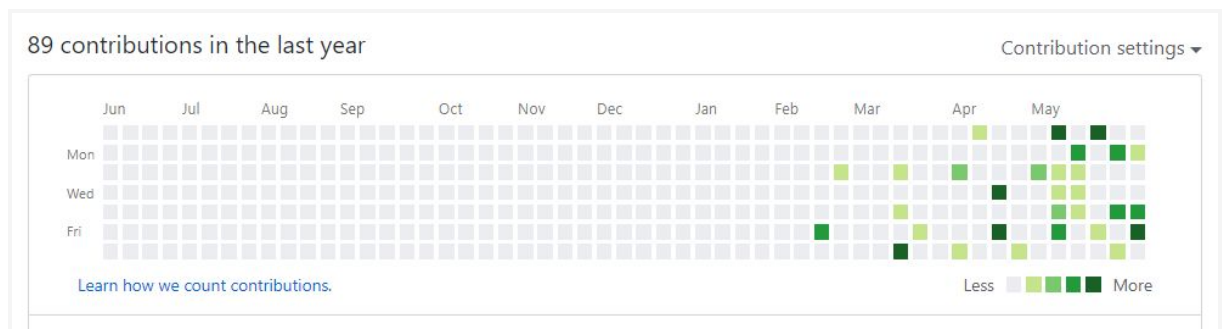 89 contributions in the last year
Contribution settings
Jun Jul Aug Sep Oct Nov Dec Jan Feb Mar Apr May
Mon
Wed
Fri
Learn how we count contributions.
Less More